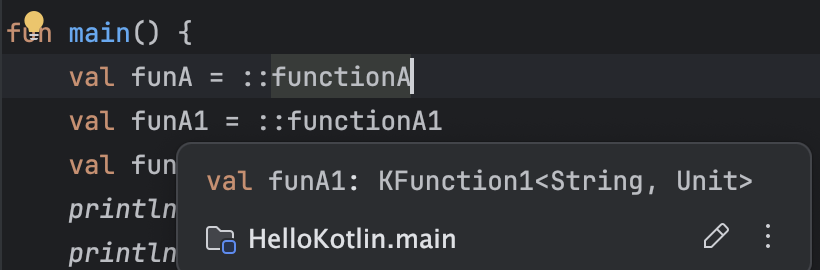 fun main() {
val funA = ::functionA
val funA1 = ::functionA1
val fun
val funA1: KFunction1<String, Unit>
println
HelloKotlin.main
println